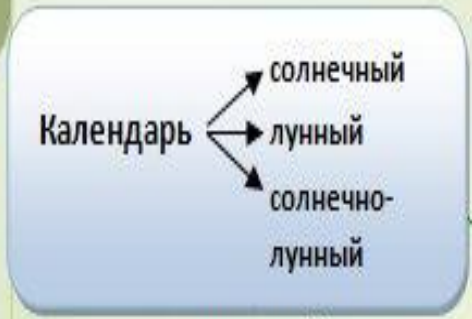 солнечный
Календарь лунный
солнечно-
лунный